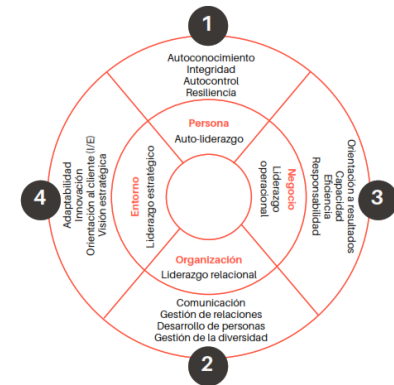 1
Autoconocimiento
Integridad
Autocontrol
Resiliencia
Persona
Auto-liderazgo
4
Adaptabilidad
Innovación
Orientación al cliente (I/E)
Visión estratégica
Entorno
Liderazgo estratégico
Negocio
Liderazgo
operacional
Orientación a resultados
Capacidad
Eficiencia
Responsabilidad
3
Organización
Liderazgo relacional
Comunicación
Gestión de relaciones
Desarrollo de personas
Gestión de la diversidad
2